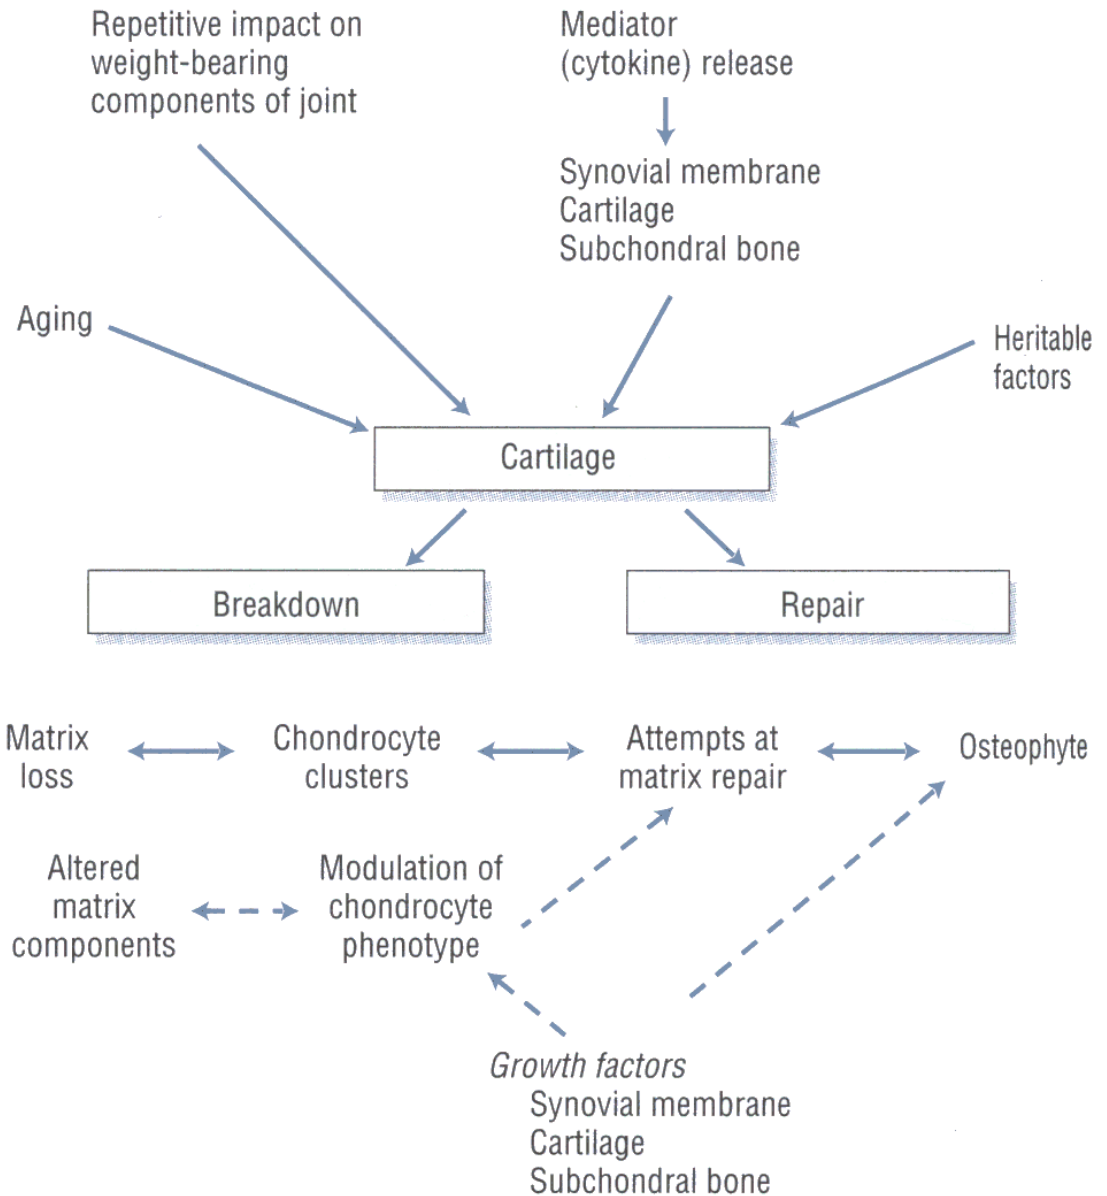 Repetitive impact on
weight-bearing
components of joint
Mediator
(cytokine) release
Synovial membrane
Cartilage
Subchondral bone
Aging
Heritable
factors
Cartilage
Breakdown
Repair
Matrix
loss
Chondrocyte
clusters
Attempts at
matrix repair
Osteophyte
Altered
matrix
components
Modulation of
chondrocyte
phenotype
Growth factors
Synovial membrane
Cartilage
Subchondral bone